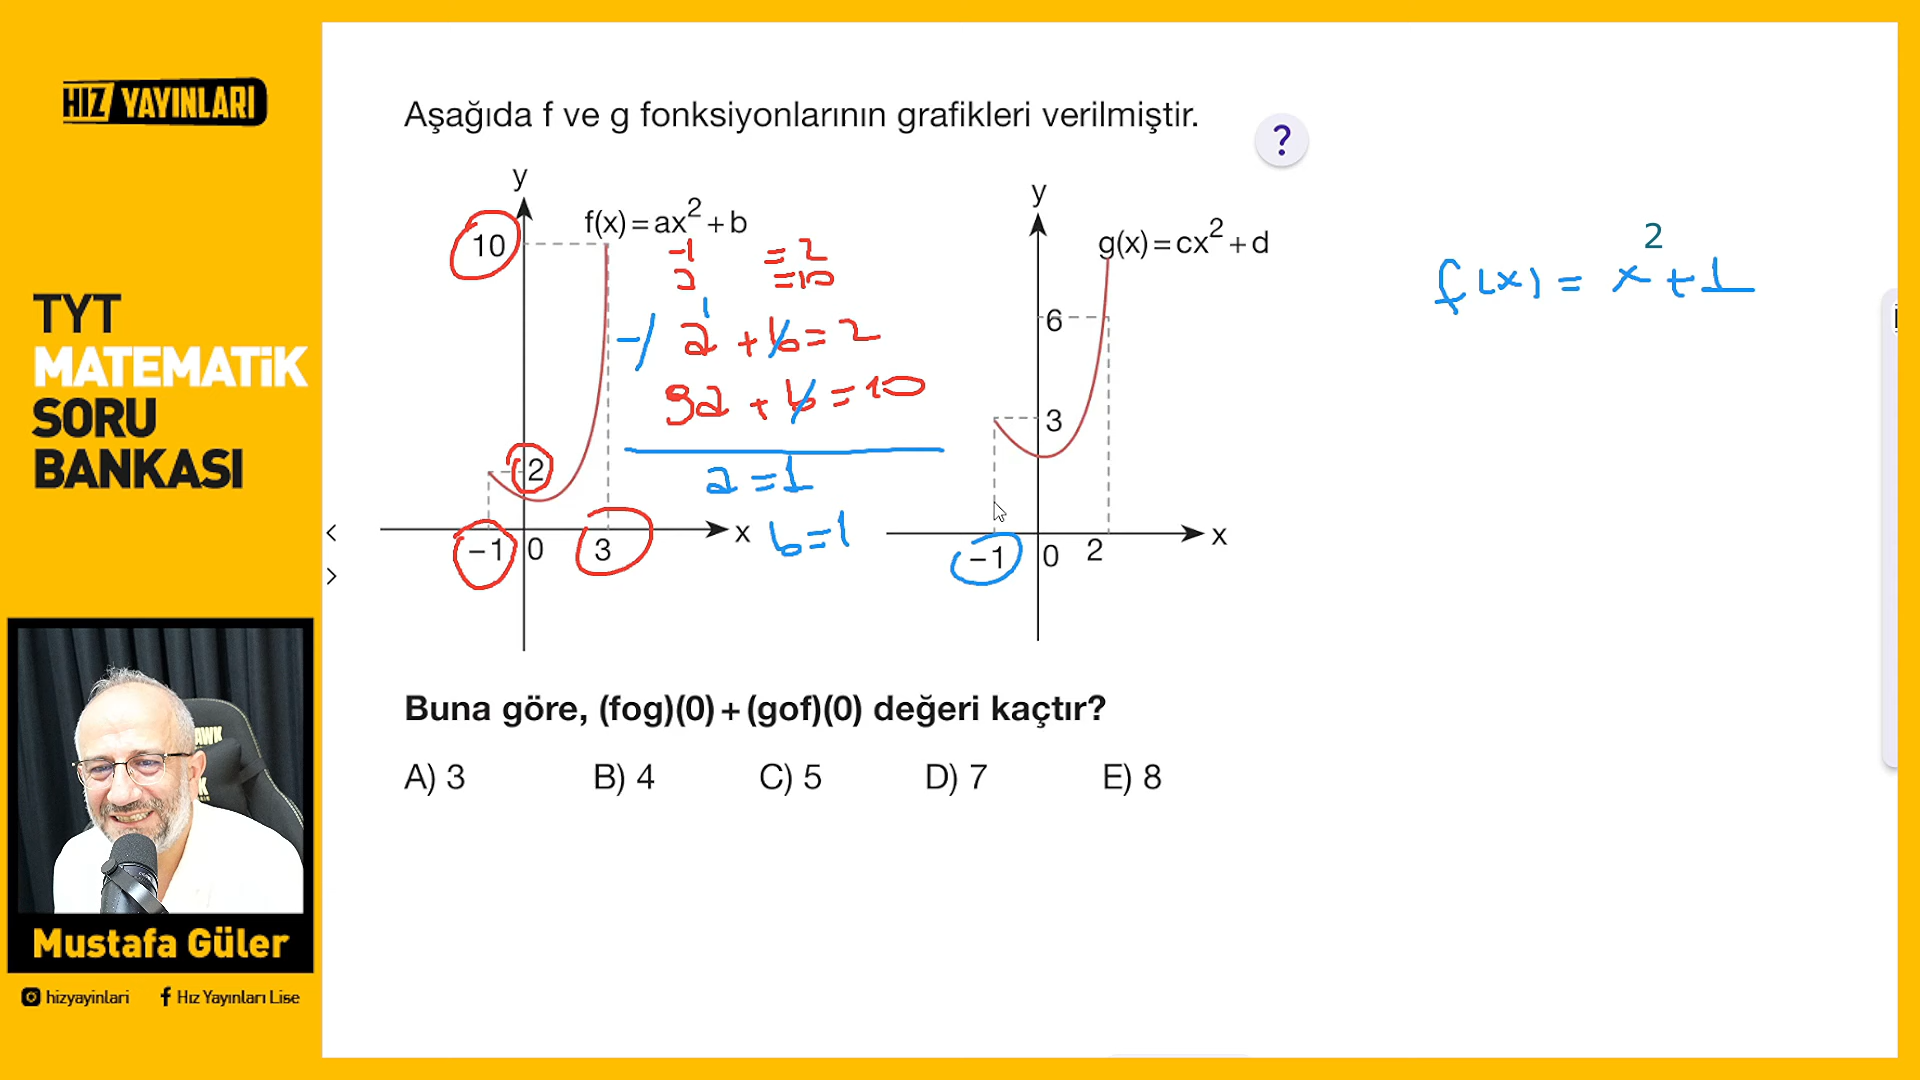 HIZ YAYINLARI
TYT
MATEMATİK
SORU
BANKASI
Aşağıda f ve g fonksiyonlarının grafikleri verilmiştir.
?
y
10
f(x)=ax²+b
-1 =2
3 =10
-1/ a + b = 2
9a + b = 10
a = 1
b = 1
2
-1 0 3 x
y
g(x)=cx²+d
6
3
-1 0 2 x
f(x) = x² + 1
Buna göre, (fog)(0)+(gof)(0) değeri kaçtır?
A) 3 B) 4 C) 5 D) 7 E) 8
Mustafa Güler
hizyayinlari Hız Yayınları Lise